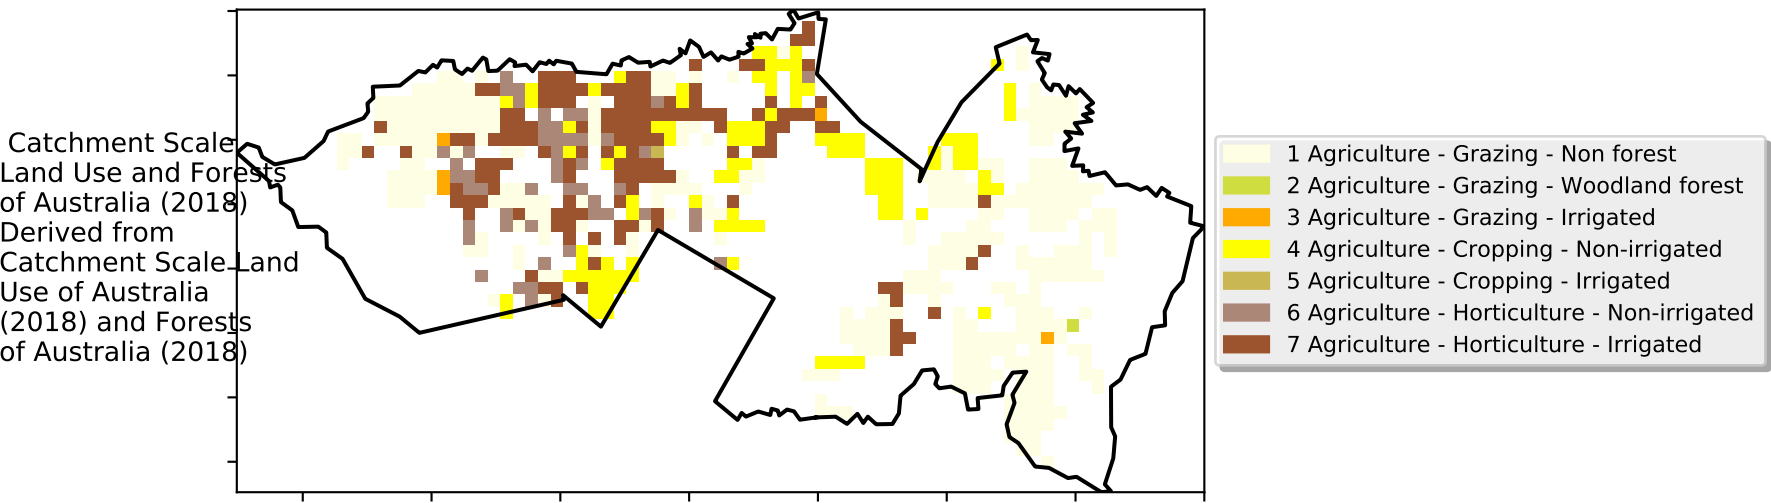 Catchment Scale
Land Use and Forests
of Australia (2018)
Derived from
Catchment Scale Land
Use of Australia
(2018) and Forests
of Australia (2018)
1 Agriculture - Grazing - Non forest
2 Agriculture - Grazing - Woodland forest
3 Agriculture - Grazing - Irrigated
4 Agriculture - Cropping - Non-irrigated
5 Agriculture - Cropping - Irrigated
6 Agriculture - Horticulture - Non-irrigated
7 Agriculture - Horticulture - Irrigated